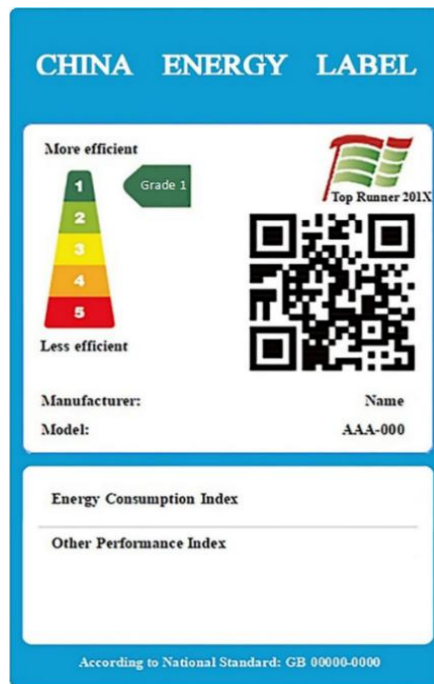 CHINA ENERGY LABEL
More efficient
1
Grade 1
2
3
4
5
Less efficient
Top Runner 201X
Manufacturer: Name
Model: AAA-000
Energy Consumption Index
Other Performance Index
According to National Standard: GB 00000-0000